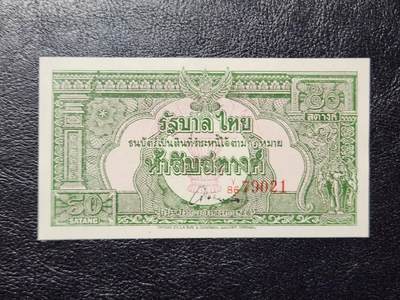 ๕๐
สตางค์
รัฐบาลไทย
ธนบัตร์เป็นเงินที่ชำระหนี้ได้ตามกฎหมาย
ห้าสิบสตางค์
86 79021
50
SATANG